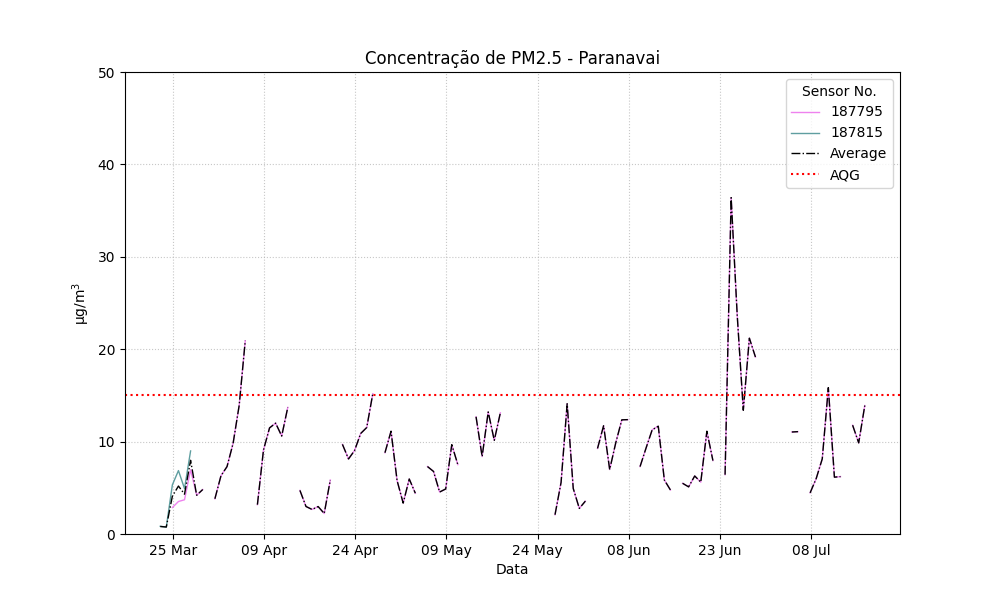 Concentração de PM2.5 - Paranavai
50
40
30
20
10
0
µg/m³
Sensor No.
187795
187815
Average
AQG
25 Mar
09 Apr
24 Apr
09 May
24 May
08 Jun
23 Jun
08 Jul
Data